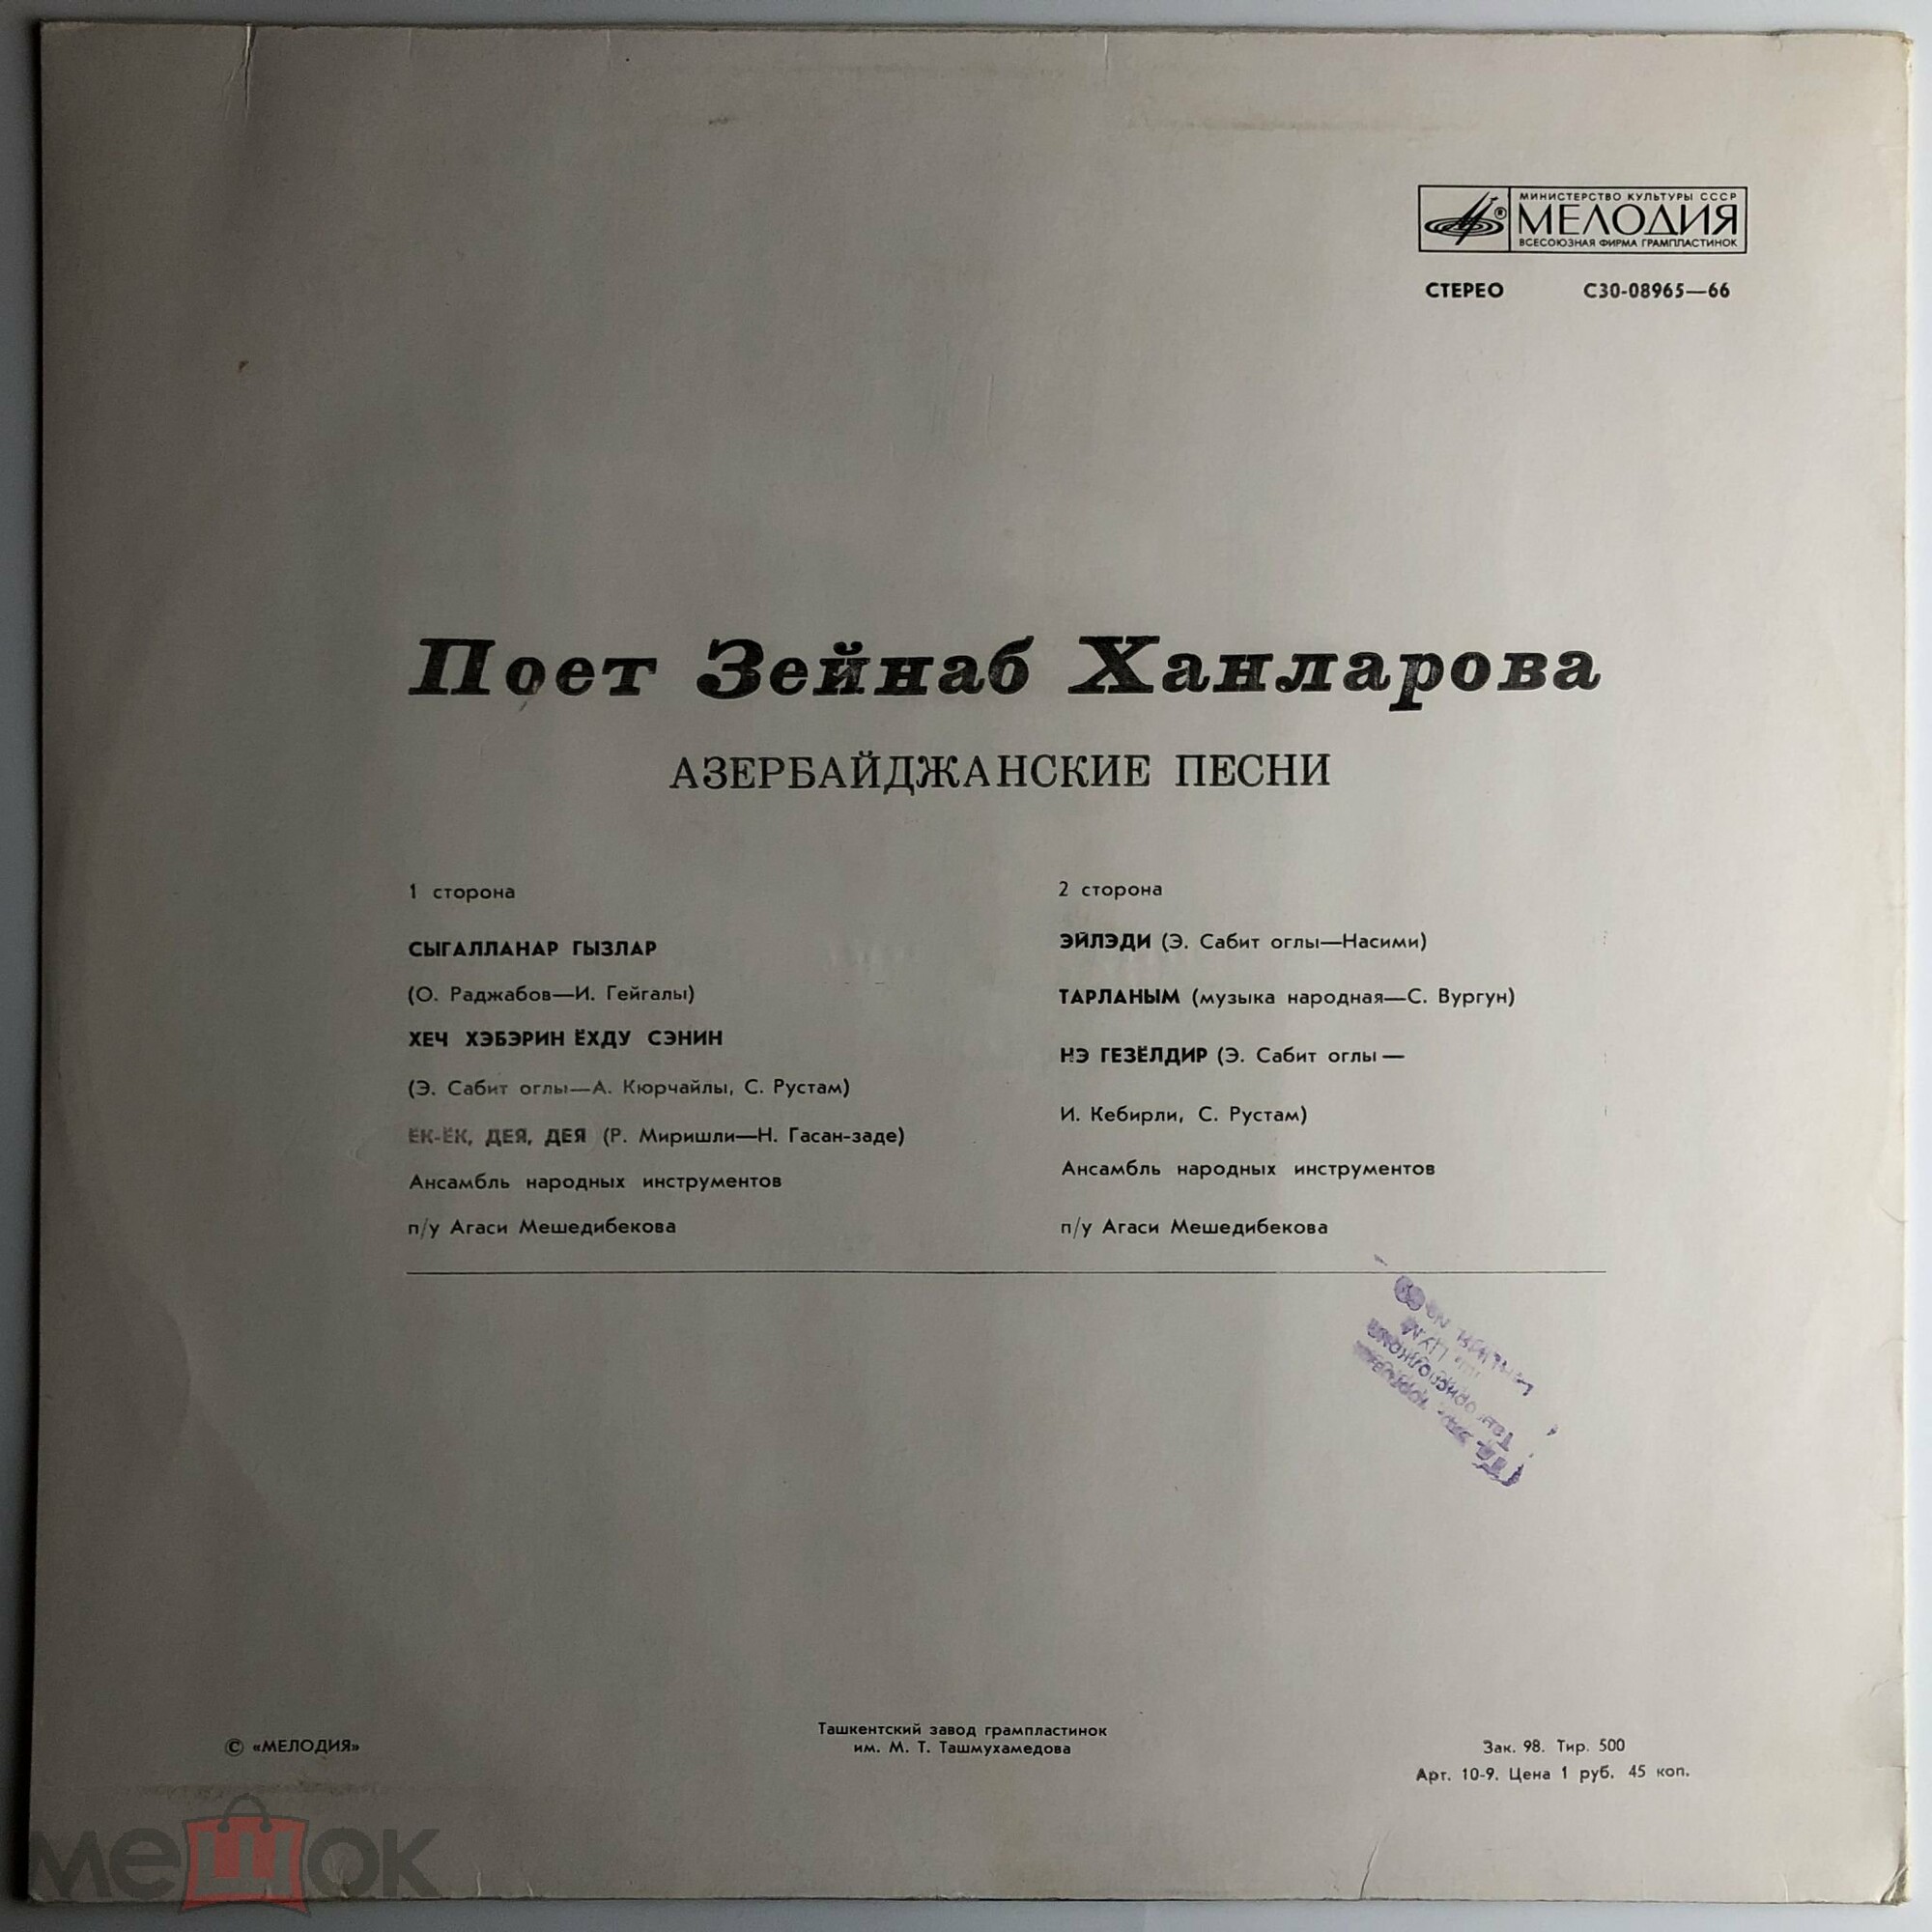 МИНИСТЕРСТВО КУЛЬТУРЫ СССР
МЕЛОДИЯ
ВСЕСОЮЗНАЯ ФИРМА ГРАМПЛАСТИНОК
СТЕРЕО С30-08965—66
Поет Зейнаб Ханларова
АЗЕРБАЙДЖАНСКИЕ ПЕСНИ
1 сторона
СЫГАЛЛАНАР ГЫЗЛАР
(О. Раджабов—И. Гейгалы)
ХЕЧ ХЭБЭРИН ЁХДУ СЭНИН
(Э. Сабит оглы—А. Кюрчайлы, С. Рустам)
ЁК-ЁК, ДЕЯ, ДЕЯ (Р. Миришли—Н. Гасан-заде)
Ансамбль народных инструментов
п/у Агаси Мешедибекова
2 сторона
ЭЙЛЭДИ (Э. Сабит оглы—Насими)
ТАРЛАНЫМ (музыка народная—С. Вургун)
НЭ ГЕЗЁЛДИР (Э. Сабит оглы—
И. Кебирли, С. Рустам)
Ансамбль народных инструментов
п/у Агаси Мешедибекова
© «МЕЛОДИЯ»
Ташкентский завод грампластинок
им. М. Т. Ташмухамедова
Зак. 98. Тир. 500
Арт. 10-9. Цена 1 руб. 45 коп.
мешок